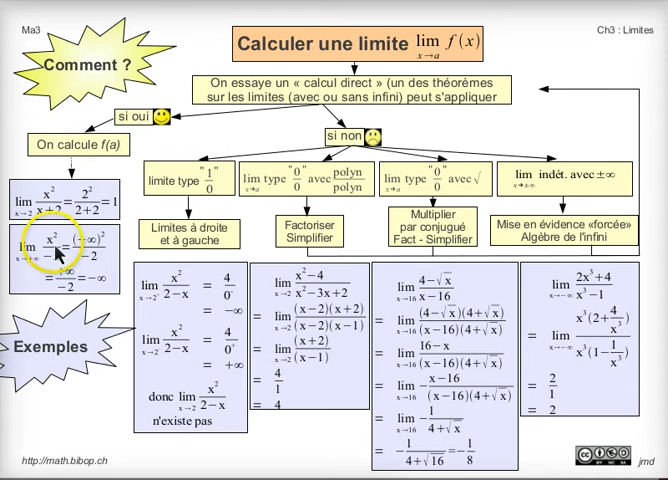 Ma3
Ch3 : Limites
Calculer une limite lim f(x)
x→a
Comment ?
On essaye un « calcul direct » (un des théorèmes
sur les limites (avec ou sans infini) peut s'appliquer
si oui
si non
On calcule f(a)
limite type "1"/0
lim type "0"/0 avec polyn/polyn
x→a
lim type "0"/0 avec √
x→a
lim indét. avec ±∞
x→±∞
lim x²/(x+2) = 2²/(2+2) = 1
x→2
Limites à droite
et à gauche
Factoriser
Simplifier
Multiplier
par conjugué
Fact - Simplifier
Mise en évidence «forcée»
Algèbre de l'infini
lim x²/-  = (+∞)²/-2
x→+∞
= +∞/-2 = -∞
Exemples
lim x²/(2-x) = 4/0⁻
x→2
= -∞
lim x²/(2-x) = 4/0⁺
x→2
= +∞
donc lim x²/(2-x)
x→2
n'existe pas
lim (x²-4)/(x²-3x+2)
x→2
= lim (x-2)(x+2)/(x-2)(x-1)
x→2
= lim (x+2)/(x-1)
x→2
= 4/1
= 4
lim (4-√x)/(x-16)
x→16
= lim (4-√x)(4+√x)/(x-16)(4+√x)
x→16
= lim (16-x)/(x-16)(4+√x)
x→16
= lim -(x-16)/(x-16)(4+√x)
x→16
= lim -1/(4+√x)
x→16
= -1/(4+√16) = -1/8
lim (2x³+4)/(x³-1)
x→-∞
= lim x³(2+4/x³)/x³(1-1/x³)
x→-∞
= 2/1
= 2
http://math.bibop.ch
cc
BY NC SA
jmd